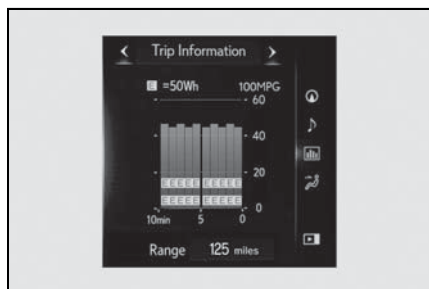 Trip Information
E =50Wh 100MPG
60
40
20
E E E E E E E E E E
E E E E E E E E E E
0
10min 5 0
Range 125 miles